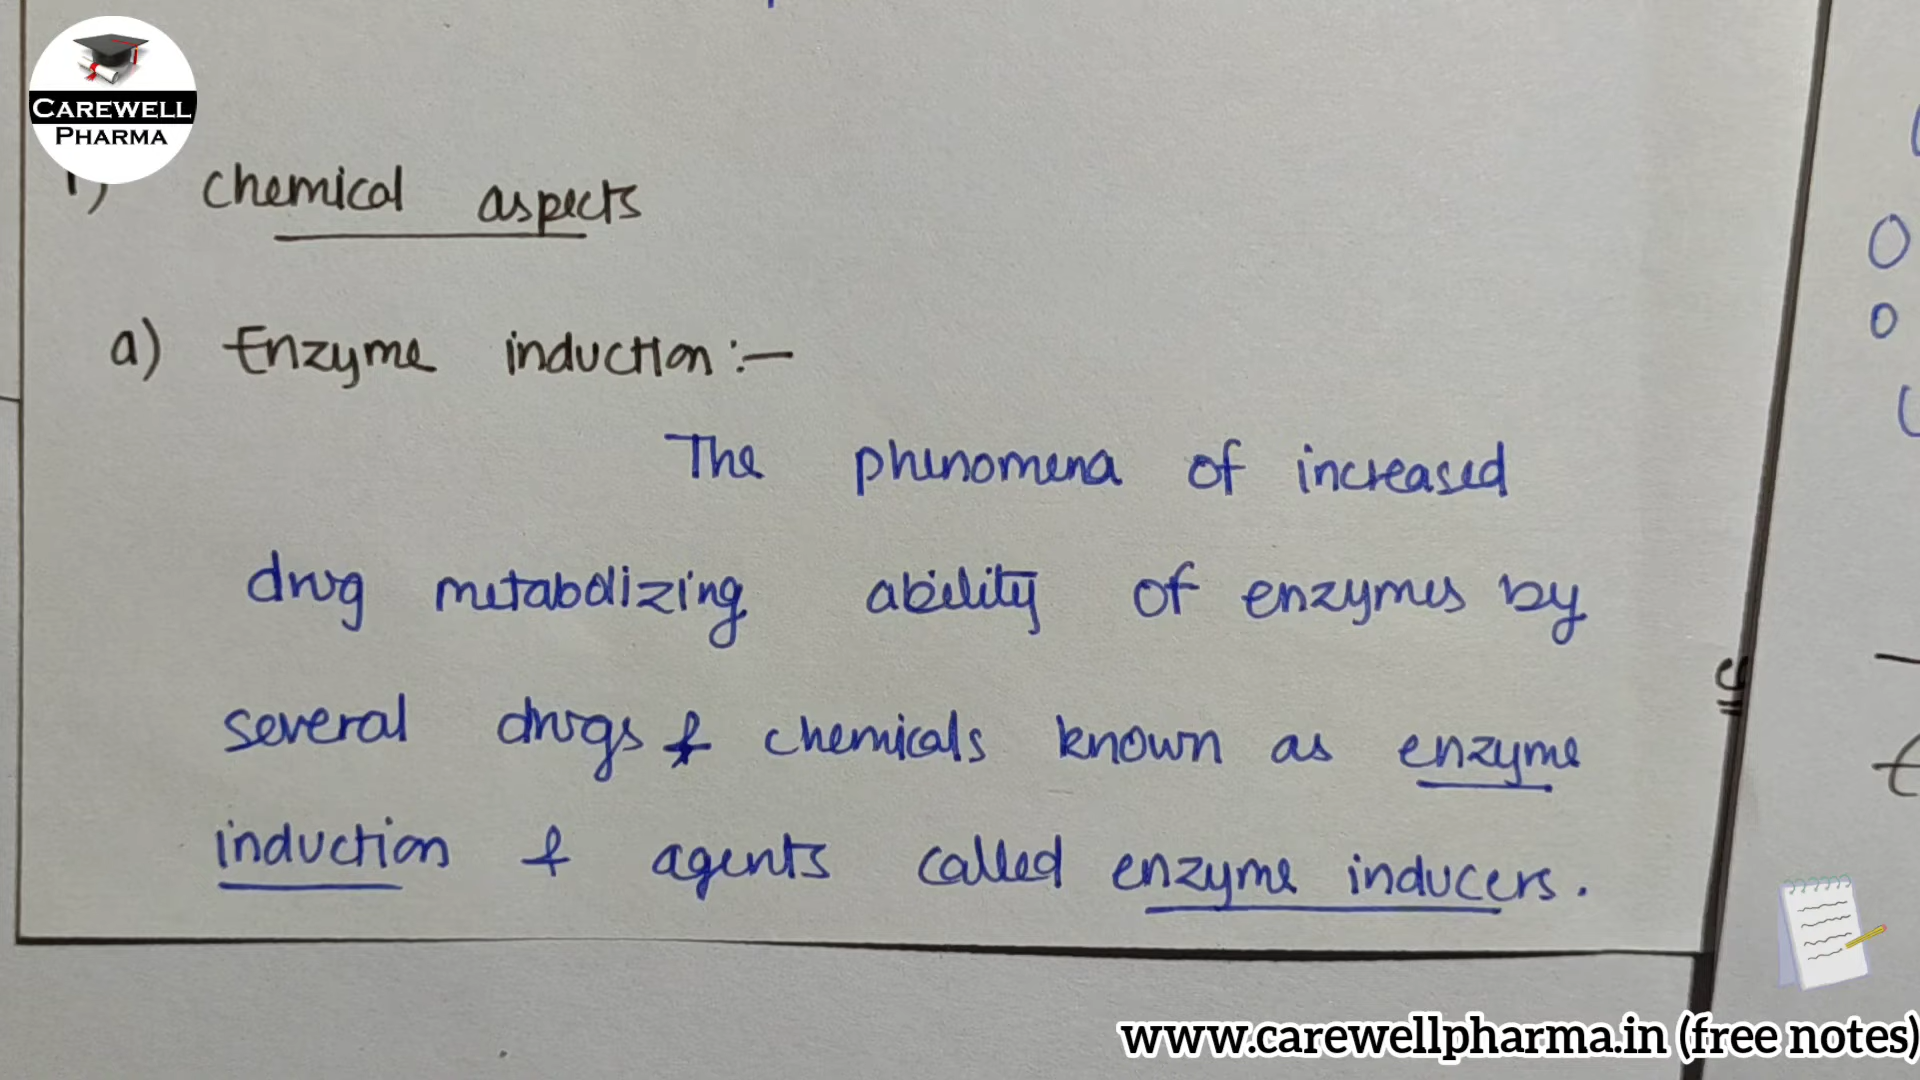 CAREWELL
PHARMA
1) chemical aspects
a) Enzyme induction :-
The phenomena of increased
drug metabolizing ability of enzymes by
several drugs & chemicals known as enzyme
induction & agents called enzyme inducers.
www.carewellpharma.in (free notes)